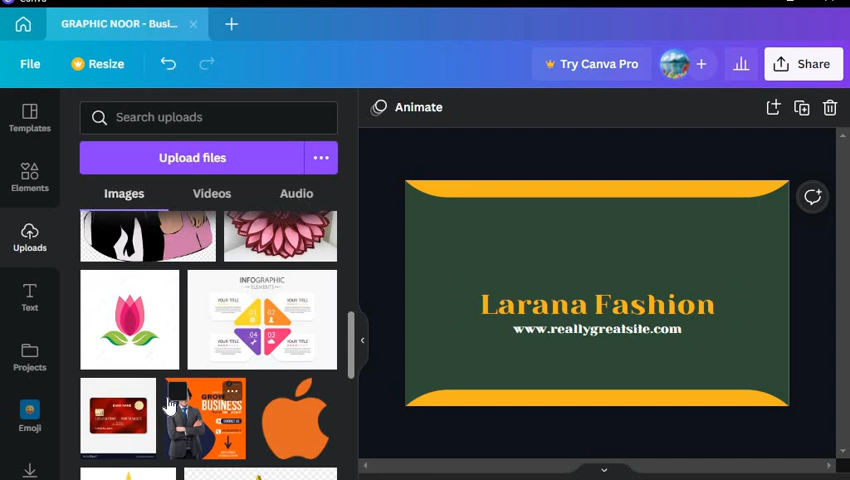 GRAPHIC NOOR - Busi...
File
Resize
Try Canva Pro
Share
Templates
Elements
Uploads
Text
Projects
Emoji
Search uploads
Upload files
Images
Videos
Audio
INFOGRAPHIC
ELEMENTS
YOUR TITLE
YOUR TITLE
01
02
04
03
YOUR TITLE
YOUR TITLE
GROW
BUSINESS
Animate
Larana Fashion
www.reallygreatsite.com